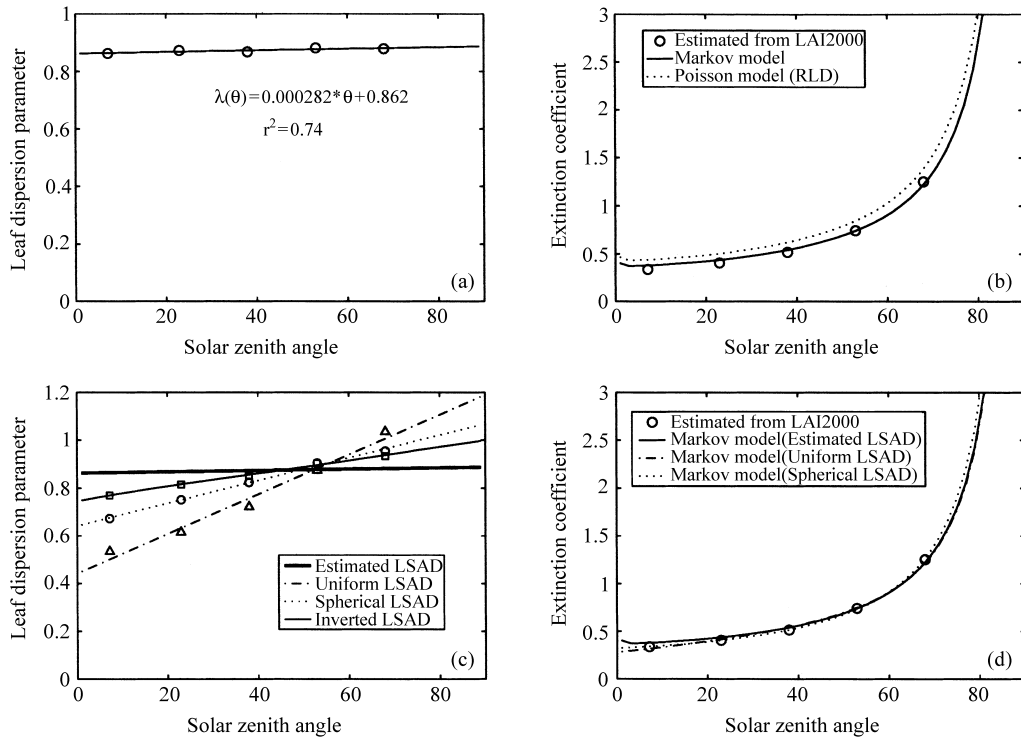 1
0.8
0.6
0.4
0.2
0
0 20 40 60 80
Leaf dispersion parameter
λ(θ)=0.000282*θ+0.862
r²=0.74
(a)
Solar zenith angle
3
2.5
2
1.5
1
0.5
0
0 20 40 60 80
Extinction coefficient
Estimated from LAI2000
Markov model
Poisson model (RLD)
(b)
Solar zenith angle
1.2
1
0.8
0.6
0.4
0.2
0
0 20 40 60 80
Leaf dispersion parameter
Estimated LSAD
Uniform LSAD
Spherical LSAD
Inverted LSAD
(c)
Solar zenith angle
3
2.5
2
1.5
1
0.5
0
0 20 40 60 80
Extinction coefficient
Estimated from LAI2000
Markov model(Estimated LSAD)
Markov model(Uniform LSAD)
Markov model(Spherical LSAD)
(d)
Solar zenith angle